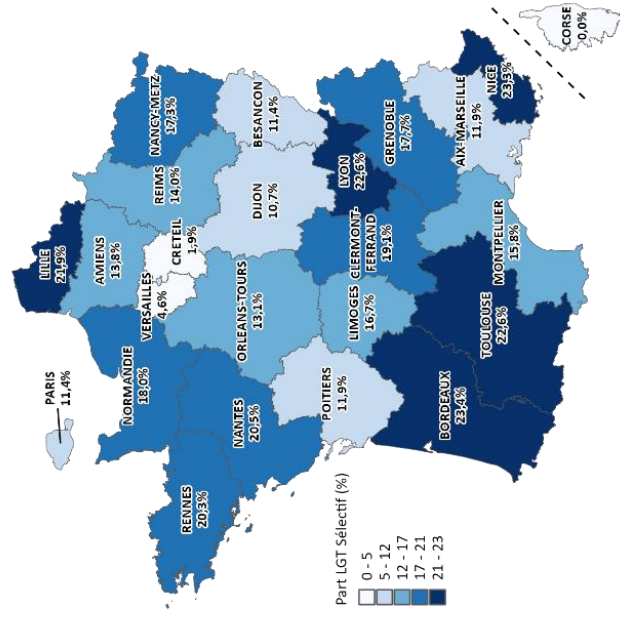 PARIS
11,4%
LILLE
21,9%
AMIENS
13,8%
NORMANDIE
18,0%
REIMS
14,0%
NANCY-METZ
17,3%
VERSAILLES
4,6%
CRETEIL
1,9%
RENNES
20,3%
NANTES
20,5%
ORLEANS-TOURS
13,1%
DIJON
10,7%
BESANCON
11,4%
POITIERS
11,9%
LIMOGES
16,7%
CLERMONT-
FERRAND
19,1%
LYON
22,6%
GRENOBLE
17,7%
BORDEAUX
23,4%
TOULOUSE
22,6%
MONTPELLIER
15,8%
AIX-MARSEILLE
11,9%
NICE
23,3%
CORSE
0,0%
Part LGT Sélectif (%)
0 - 5
5 - 12
12 - 17
17 - 21
21 - 23